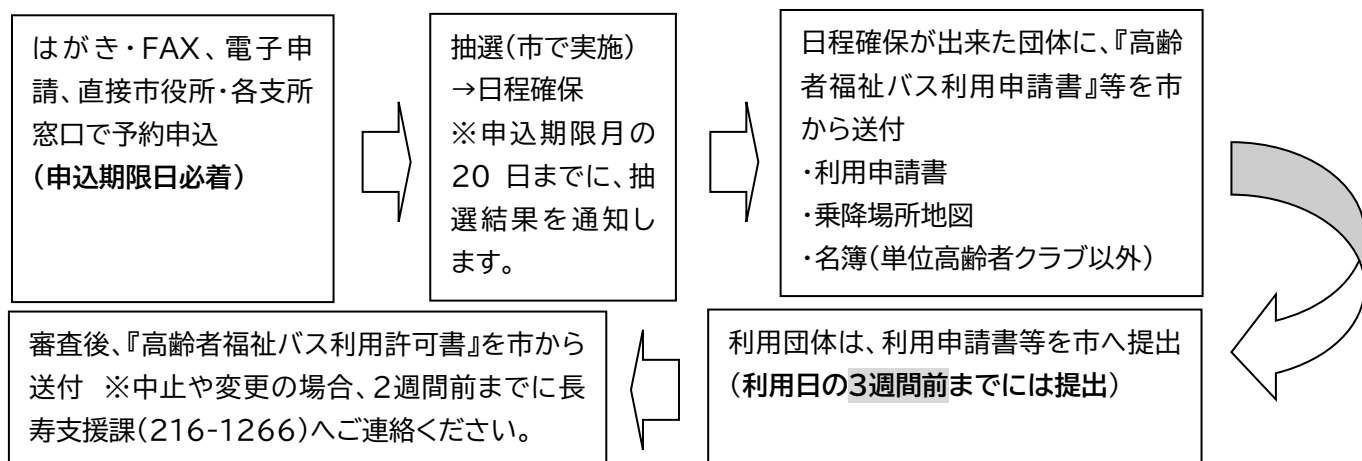 はがき・FAX、電子申
請、直接市役所・各支所
窓口で予約申込
(申込期限日必着)
抽選(市で実施)
→日程確保
※申込期限月の
20 日までに、抽
選結果を通知し
ます。
日程確保が出来た団体に、『高齢
者福祉バス利用申請書』等を市
から送付
・利用申請書
・乗降場所地図
・名簿(単位高齢者クラブ以外)
利用団体は、利用申請書等を市へ提出
(利用日の3週間前までには提出)
審査後、『高齢者福祉バス利用許可書』を市から
送付 ※中止や変更の場合、2週間前までに長
寿支援課(216-1266)へご連絡ください。